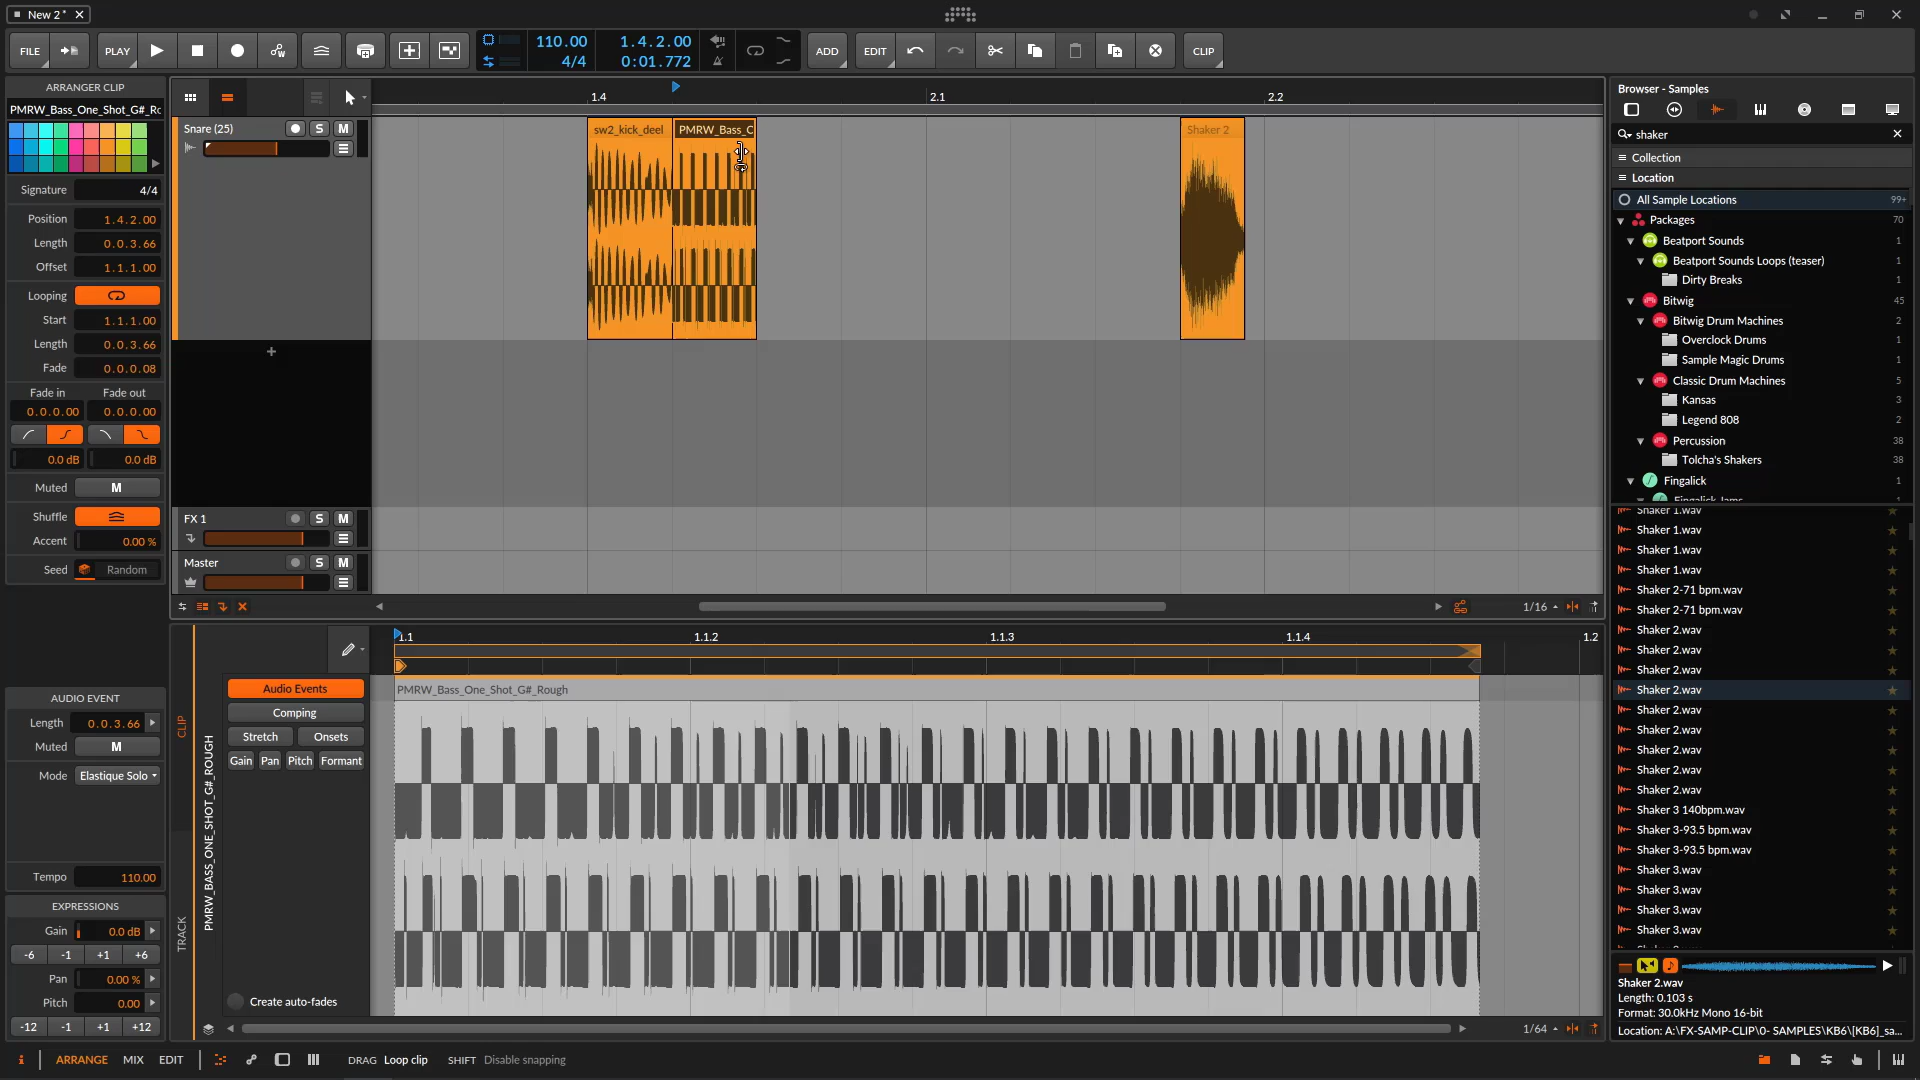 New 2*
FILE
PLAY
110.00
4/4
1.4.2.00
0:01.772
ADD
EDIT
CLIP
ARRANGER CLIP
PMRW_Bass_One_Shot_G#_Rc
Signature 4/4
Position 1.4.2.00
Length 0.0.3.66
Offset 1.1.1.00
Looping
Start 1.1.1.00
Length 0.0.3.66
Fade 0.0.0.08
Fade in Fade out
0.0.0.00 0.0.0.00
0.0 dB 0.0 dB
Muted M
Shuffle
Accent 0.00 %
Seed Random
AUDIO EVENT
Length 0.0.3.66
Muted M
Mode Elastique Solo
Tempo 110.00
EXPRESSIONS
Gain 0.0 dB
-6 -1 +1 +6
Pan 0.00 %
Pitch 0.00
-12 -1 +1 +12
1.4 2.1 2.2
Snare (25) S M
sw2_kick_deel PMRW_Bass_C Shaker 2
+
FX 1 S M
Master S M
1/16
1.1 1.1.2 1.1.3 1.1.4 1.2
CLIP
TRACK
PMRW_BASS_ONE_SHOT_G#_ROUGH
Audio Events
Comping
Stretch Onsets
Gain Pan Pitch Formant
Create auto-fades
PMRW_Bass_One_Shot_G#_Rough
1/64
Browser - Samples
shaker
Collection
Location
All Sample Locations 99+
Packages 70
Beatport Sounds 1
Beatport Sounds Loops (teaser) 1
Dirty Breaks 1
Bitwig 45
Bitwig Drum Machines 2
Overclock Drums 1
Sample Magic Drums 1
Classic Drum Machines 5
Kansas 3
Legend 808 2
Percussion 38
Tolcha's Shakers 38
Fingalick 1
Fingalick Jams 1
Shaker 1.wav
Shaker 1.wav
Shaker 1.wav
Shaker 1.wav
Shaker 2-71 bpm.wav
Shaker 2-71 bpm.wav
Shaker 2.wav
Shaker 2.wav
Shaker 2.wav
Shaker 2.wav
Shaker 2.wav
Shaker 2.wav
Shaker 2.wav
Shaker 2.wav
Shaker 2.wav
Shaker 3 140bpm.wav
Shaker 3-93.5 bpm.wav
Shaker 3-93.5 bpm.wav
Shaker 3.wav
Shaker 3.wav
Shaker 3.wav
Shaker 3.wav
Shaker 2.wav
Length: 0.103 s
Format: 30.0kHz Mono 16-bit
Location: A:\FX-SAMP-CLIP\0- SAMPLES\KB6\[KB6]_sa...
i ARRANGE MIX EDIT
DRAG Loop clip SHIFT Disable snapping